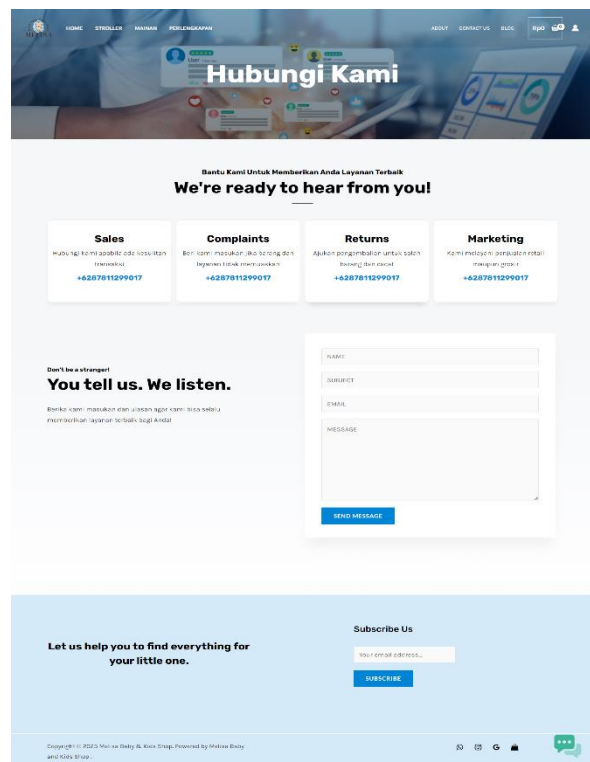 HOME STROLLER MAINAN PERLENGKAPAN
ABOUT CONTACT US BLOG Rp0 0
Hubungi Kami
Bantu Kami Untuk Memberikan Anda Layanan Terbaik
We're ready to hear from you!
Sales
Hubungi kami apabila ada kesulitan
transaksi
+6287811299017
Complaints
Beri kami masukan jika barang dan
layanan tidak memuaskan
+6287811299017
Returns
Ajukan pengembalian untuk salah
barang dan cacat
+6287811299017
Marketing
Kami melayani penjualan retail
maupun grosir
+6287811299017
Don't be a stranger!
You tell us. We listen.
Berika kami masukan dan ulasan agar kami bisa selalu
memberikan layanan terbaik bagi Anda!
NAME
SUBJECT
EMAIL
MESSAGE
SEND MESSAGE
Let us help you to find everything for
your little one.
Subscribe Us
Your email address...
SUBSCRIBE
Copyright © 2023 Melisa Baby & Kids Shop. Powered by Melisa Baby
and Kids Shop.